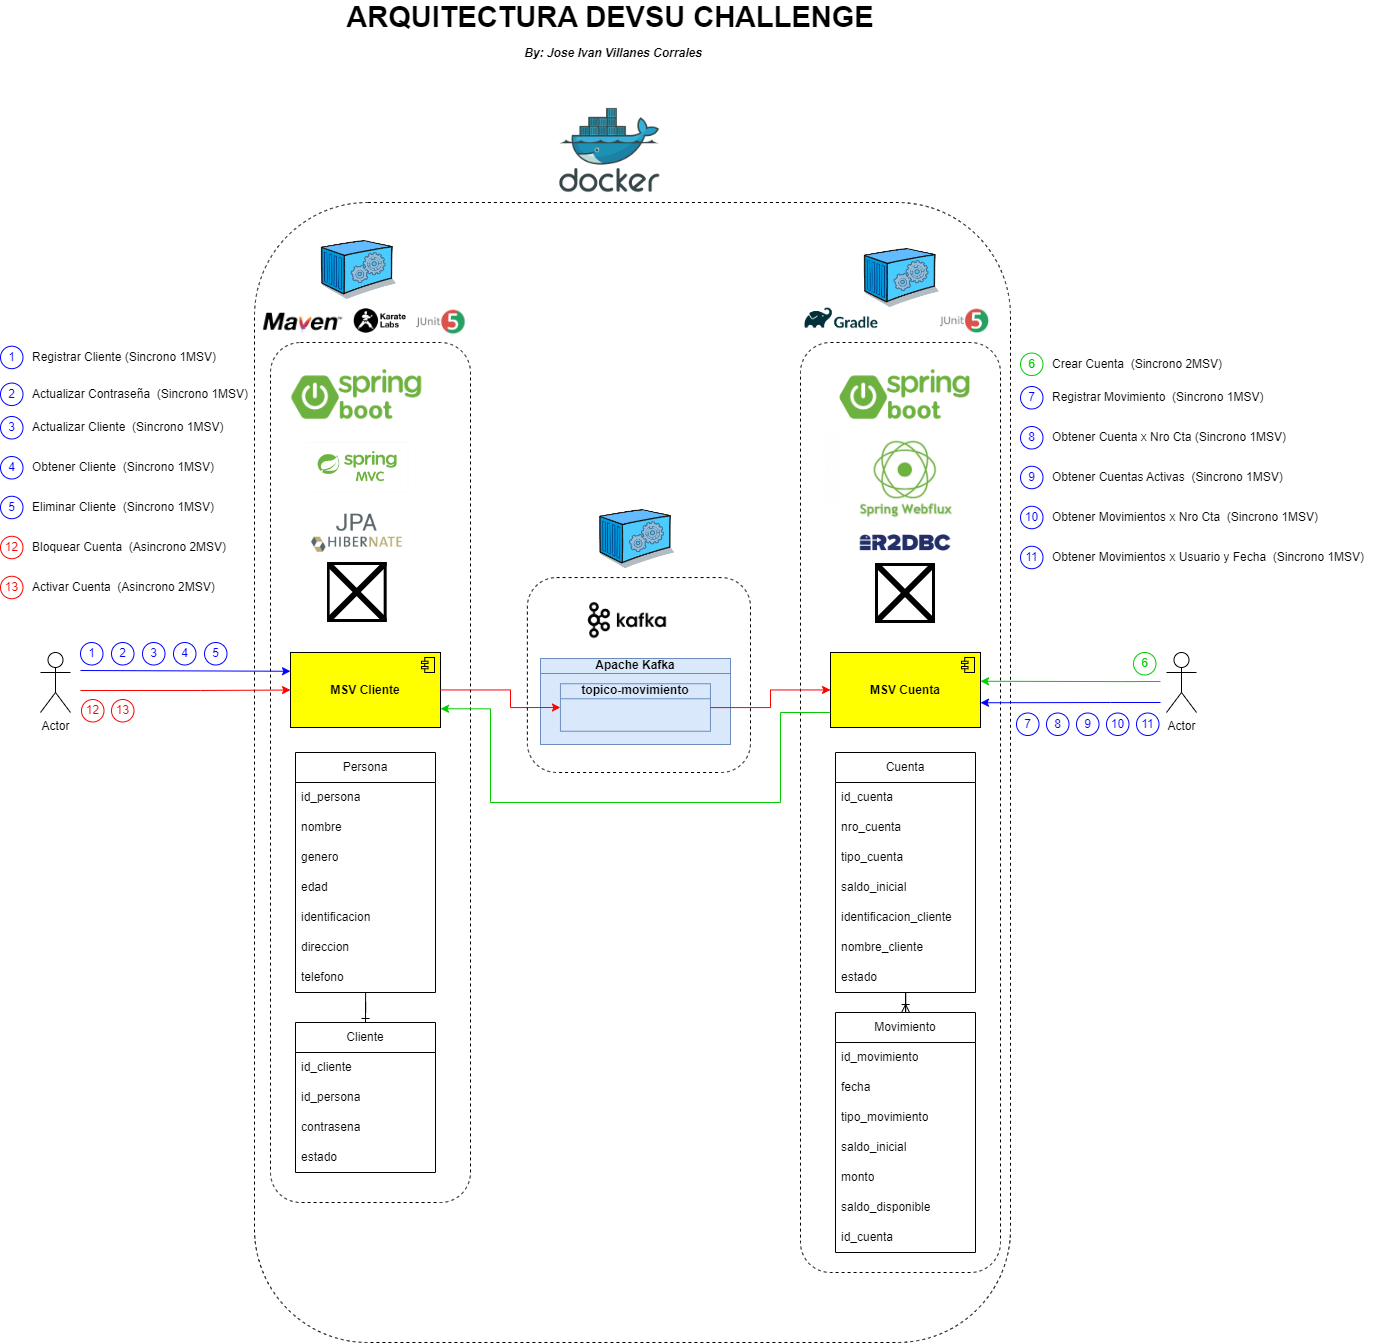 ARQUITECTURA DEVSU CHALLENGE
By: Jose Ivan Villanes Corrales
docker
Maven™
Karate
Labs
JUnit 5
Gradle
JUnit 5
1 Registrar Cliente (Sincrono 1MSV)
2 Actualizar Contraseña (Sincrono 1MSV)
3 Actualizar Cliente (Sincrono 1MSV)
4 Obtener Cliente (Sincrono 1MSV)
5 Eliminar Cliente (Sincrono 1MSV)
12 Bloquear Cuenta (Asincrono 2MSV)
13 Activar Cuenta (Asincrono 2MSV)
spring
boot
spring
MVC
JPA
HIBERNATE
spring
boot
Spring Webflux
R2DBC
6 Crear Cuenta (Sincrono 2MSV)
7 Registrar Movimiento (Sincrono 1MSV)
8 Obtener Cuenta x Nro Cta (Sincrono 1MSV)
9 Obtener Cuentas Activas (Sincrono 1MSV)
10 Obtener Movimientos x Nro Cta (Sincrono 1MSV)
11 Obtener Movimientos x Usuario y Fecha (Sincrono 1MSV)
kafka
Apache Kafka
topico-movimiento
1 2 3 4 5
12 13
Actor
MSV Cliente
MSV Cuenta
6
7 8 9 10 11
Actor
Persona
id_persona
nombre
genero
edad
identificacion
direccion
telefono
Cliente
id_cliente
id_persona
contrasena
estado
Cuenta
id_cuenta
nro_cuenta
tipo_cuenta
saldo_inicial
identificacion_cliente
nombre_cliente
estado
Movimiento
id_movimiento
fecha
tipo_movimiento
saldo_inicial
monto
saldo_disponible
id_cuenta